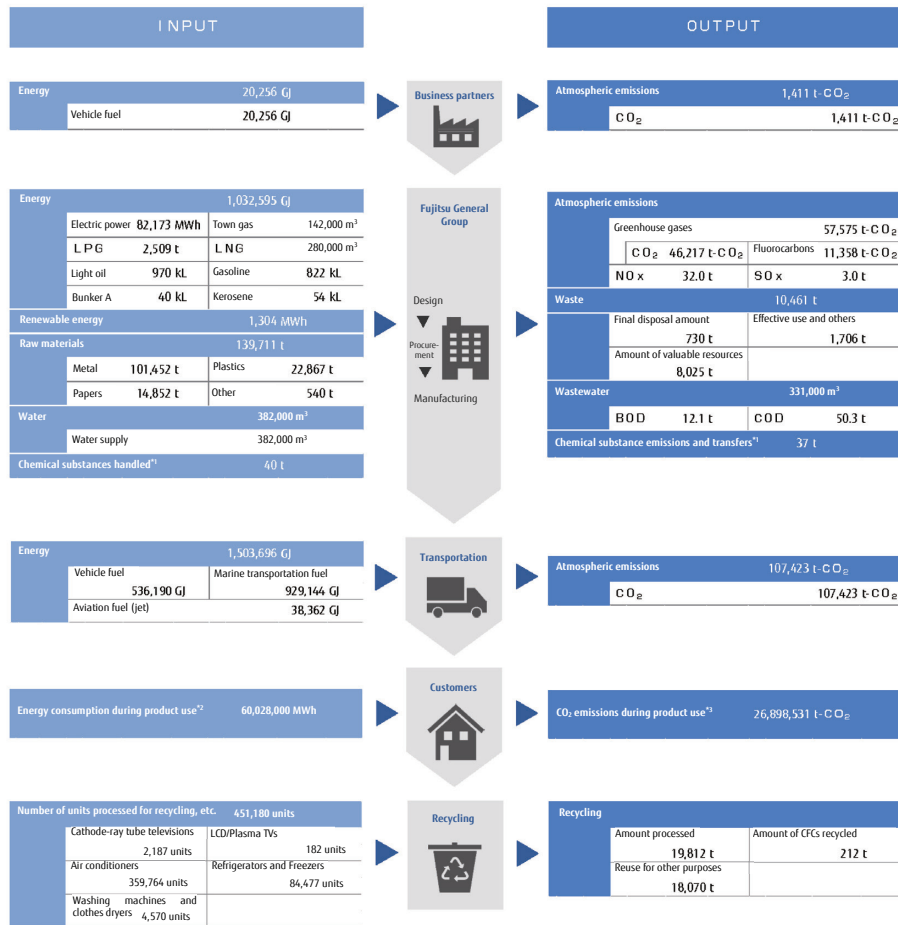 INPUT
OUTPUT
Energy 20,256 GJ
Vehicle fuel 20,256 GJ
Business partners
Atmospheric emissions 1,411 t-CO₂
CO₂ 1,411 t-CO₂
Energy 1,032,595 GJ
Electric power 82,173 MWh Town gas 142,000 m³
LPG 2,509 t LNG 280,000 m³
Light oil 970 kL Gasoline 822 kL
Bunker A 40 kL Kerosene 54 kL
Renewable energy 1,304 MWh
Raw materials 139,711 t
Metal 101,452 t Plastics 22,867 t
Papers 14,852 t Other 540 t
Water 382,000 m³
Water supply 382,000 m³
Chemical substances handled*1 40 t
Fujitsu General
Group
Design
Procure-
ment
Manufacturing
Atmospheric emissions
Greenhouse gases 57,575 t-CO₂
CO₂ 46,217 t-CO₂ Fluorocarbons 11,358 t-CO₂
NOx 32.0 t SOx 3.0 t
Waste 10,461 t
Final disposal amount Effective use and others
730 t 1,706 t
Amount of valuable resources
8,025 t
Wastewater 331,000 m³
BOD 12.1 t COD 50.3 t
Chemical substance emissions and transfers*1 37 t
Energy 1,503,696 GJ
Vehicle fuel Marine transportation fuel
536,190 GJ 929,144 GJ
Aviation fuel (jet) 38,362 GJ
Transportation
Atmospheric emissions 107,423 t-CO₂
CO₂ 107,423 t-CO₂
Energy consumption during product use*2 60,028,000 MWh
Customers
CO₂ emissions during product use*3 26,898,531 t-CO₂
Number of units processed for recycling, etc. 451,180 units
Cathode-ray tube televisions LCD/Plasma TVs
2,187 units 182 units
Air conditioners Refrigerators and Freezers
359,764 units 84,477 units
Washing machines and
clothes dryers 4,570 units
Recycling
Recycling
Amount processed Amount of CFCs recycled
19,812 t 212 t
Reuse for other purposes
18,070 t